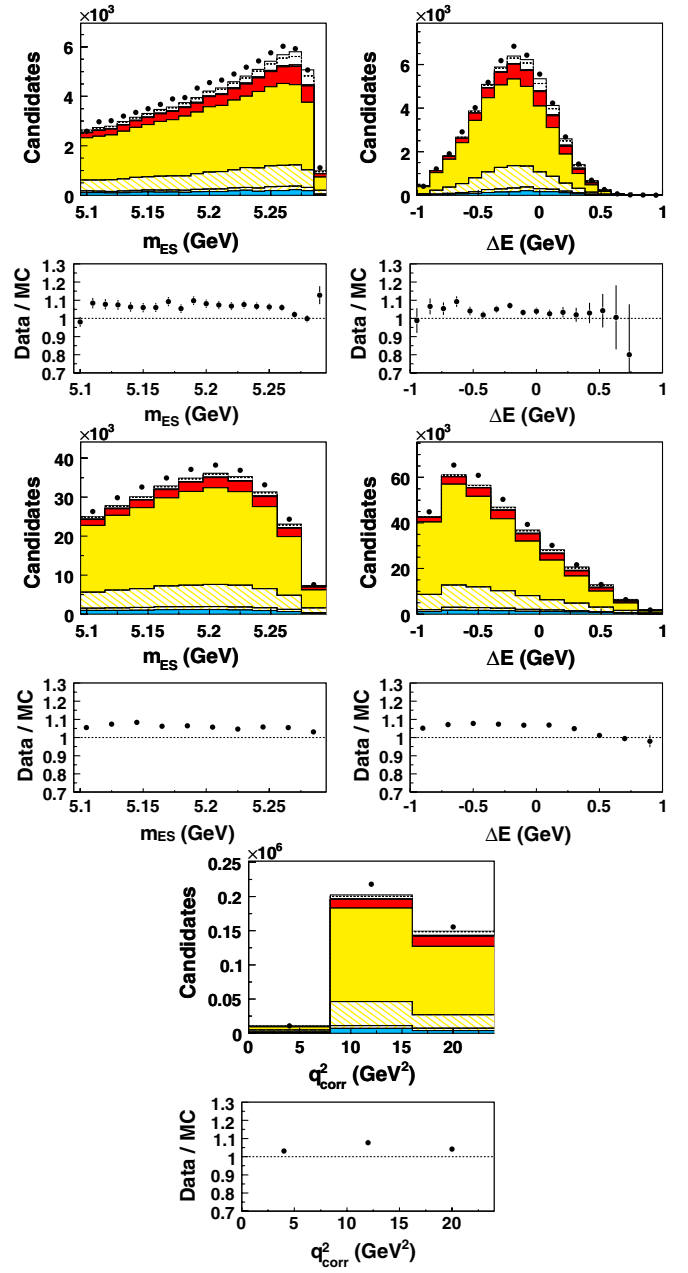 ×10³ ×10³
Candidates 6 4 2 0 Candidates 6 4 2 0
5.1 5.15 5.2 5.25 -1 -0.5 0 0.5 1
m_ES (GeV) ΔE (GeV)
Data / MC 1.3 1.2 1.1 1 0.9 0.8 0.7 Data / MC 1.3 1.2 1.1 1 0.9 0.8 0.7
5.1 5.15 5.2 5.25 -1 -0.5 0 0.5 1
m_ES (GeV) ΔE (GeV)
×10³ ×10³
Candidates 40 30 20 10 0 Candidates 60 40 20 0
5.1 5.15 5.2 5.25 -1 -0.5 0 0.5 1
m_ES (GeV) ΔE (GeV)
Data / MC 1.3 1.2 1.1 1 0.9 0.8 0.7 Data / MC 1.3 1.2 1.1 1 0.9 0.8 0.7
5.1 5.15 5.2 5.25 -1 -0.5 0 0.5 1
m_ES (GeV) ΔE (GeV)
×10⁶
Candidates 0.25 0.2 0.15 0.1 0.05 0
0 5 10 15 20
q²_corr (GeV²)
Data / MC 1.3 1.2 1.1 1 0.9 0.8 0.7
0 5 10 15 20
q²_corr (GeV²)